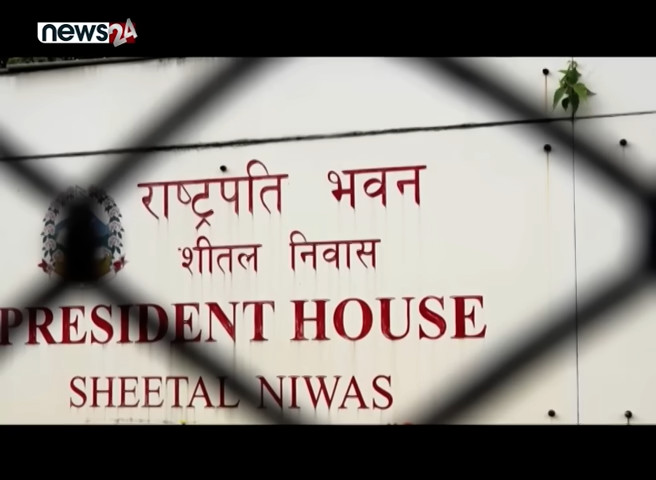 news24
राष्ट्रपति भवन
शीतल निवास
PRESIDENT HOUSE
SHEETAL NIWAS